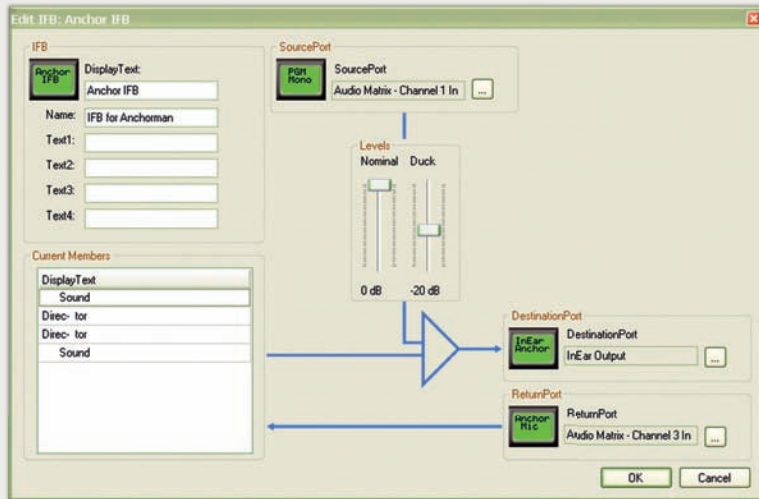 Edit IFB: Anchor IFB
IFB
Anchor
IFB
DisplayText:
Anchor IFB
Name:
IFB for Anchorman
Text1:
Text2:
Text3:
Text4:
SourcePort
PGM
Mono
SourcePort
Audio Matrix - Channel 1 In
...
Levels
Nominal Duck
0 dB -20 dB
Current Members
DisplayText
Sound
Direc- tor
Direc- tor
Sound
DestinationPort
InEar
Anchor
DestinationPort
InEar Output
...
ReturnPort
Anchor
Mic
ReturnPort
Audio Matrix - Channel 3 In
...
OK Cancel